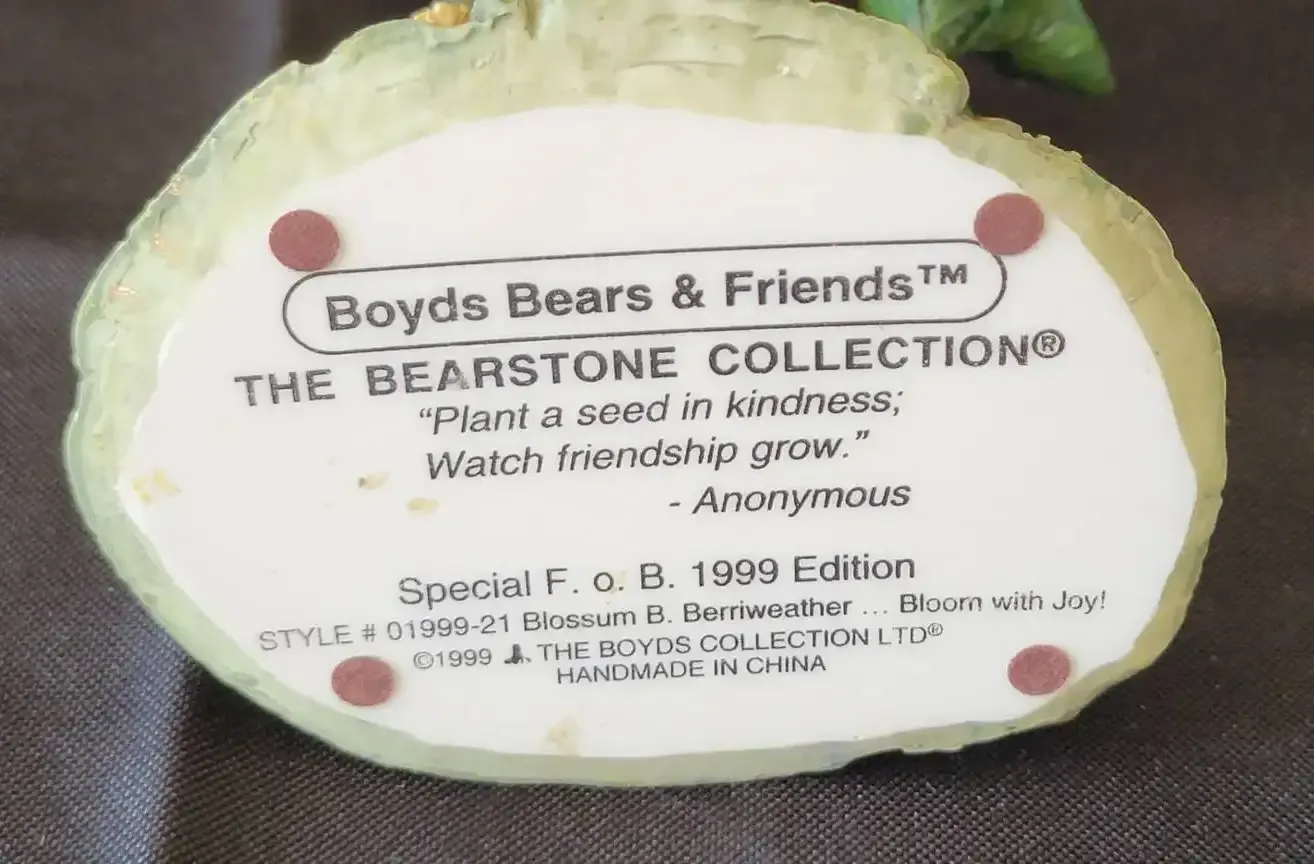 Boyds Bears & Friends™
THE BEARSTONE COLLECTION®
“Plant a seed in kindness;
Watch friendship grow.”
- Anonymous
Special F. o. B. 1999 Edition
STYLE # 01999-21 Blossum B. Berriweather ... Bloom with Joy!
©1999 THE BOYDS COLLECTION LTD®
HANDMADE IN CHINA